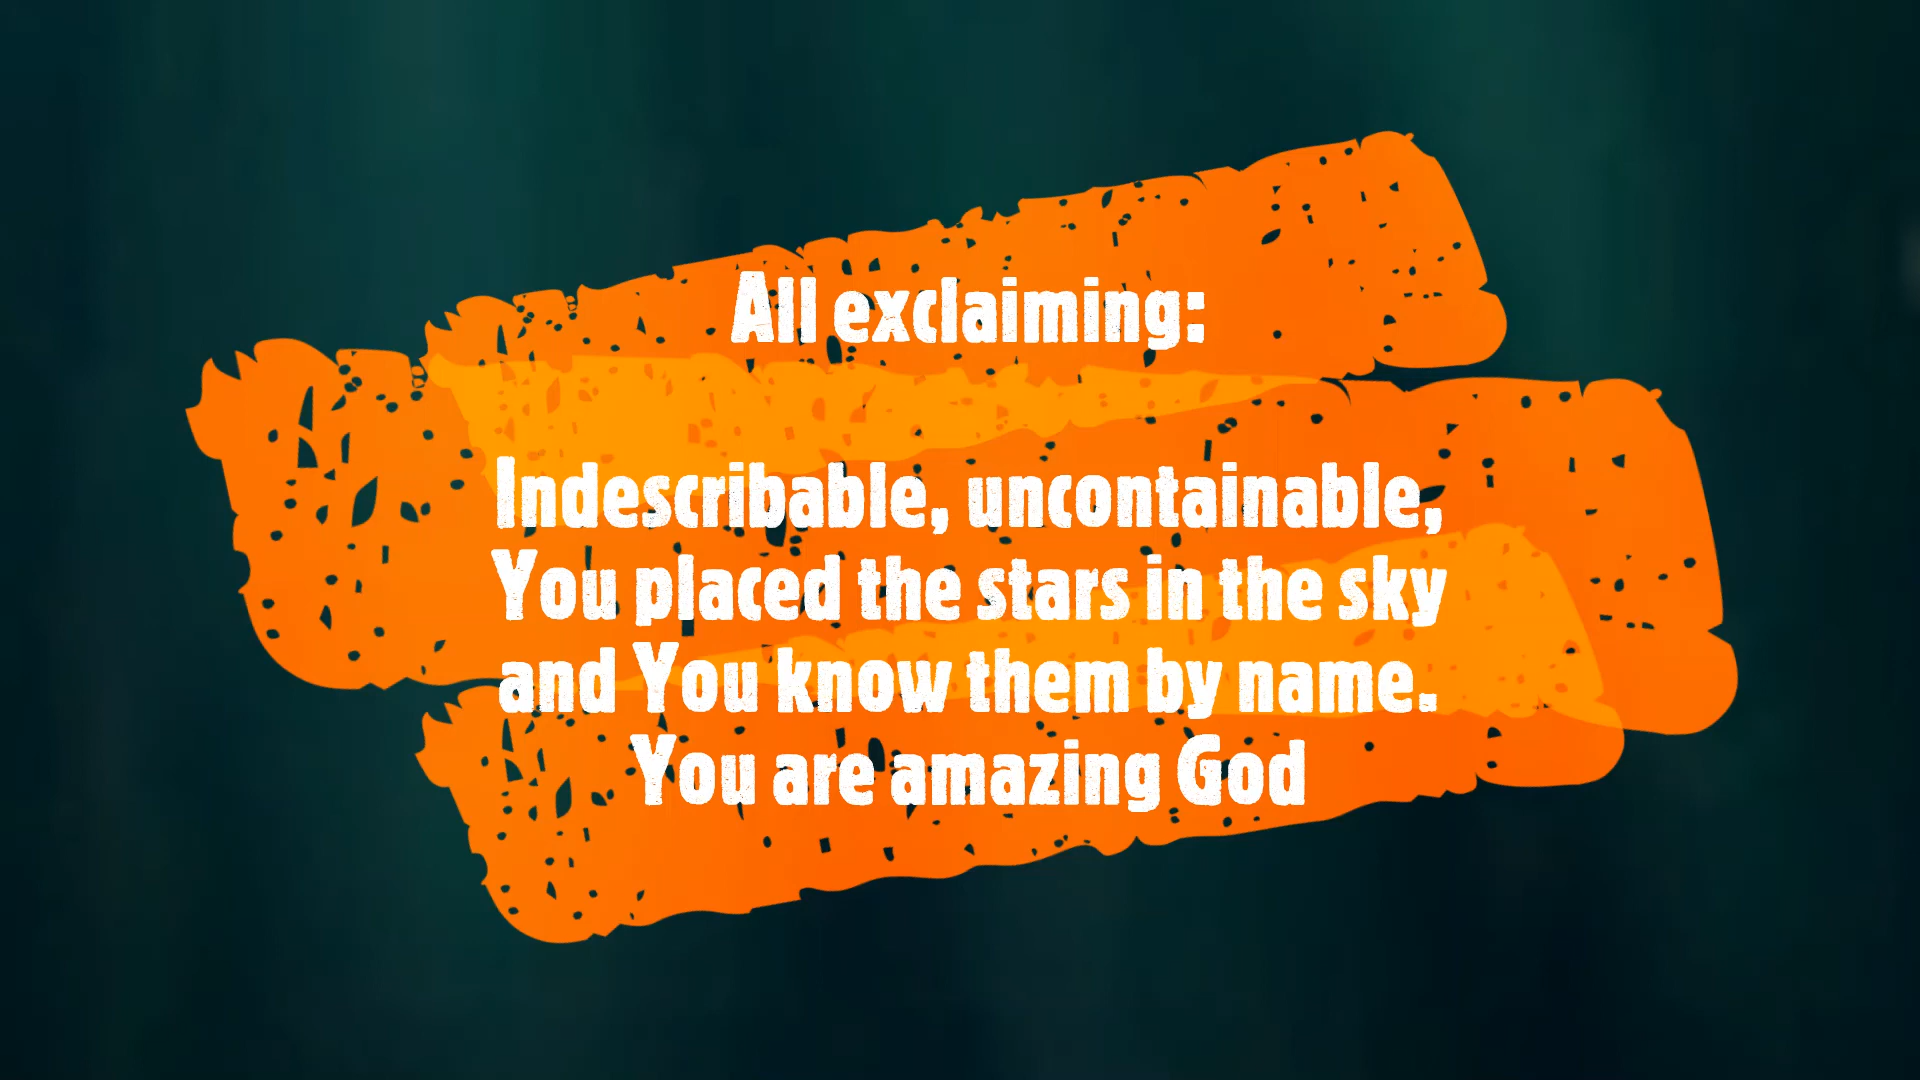 All exclaiming:
Indescribable, uncontainable,
You placed the stars in the sky
and You know them by name.
You are amazing God